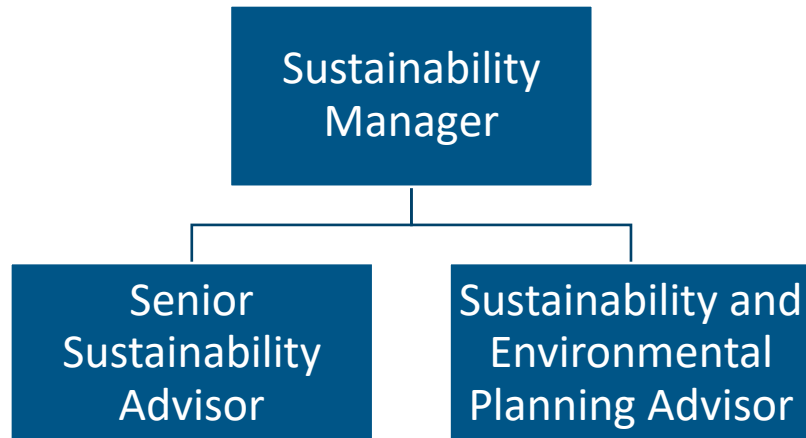 Sustainability
Manager
Senior
Sustainability
Advisor
Sustainability and
Environmental
Planning Advisor